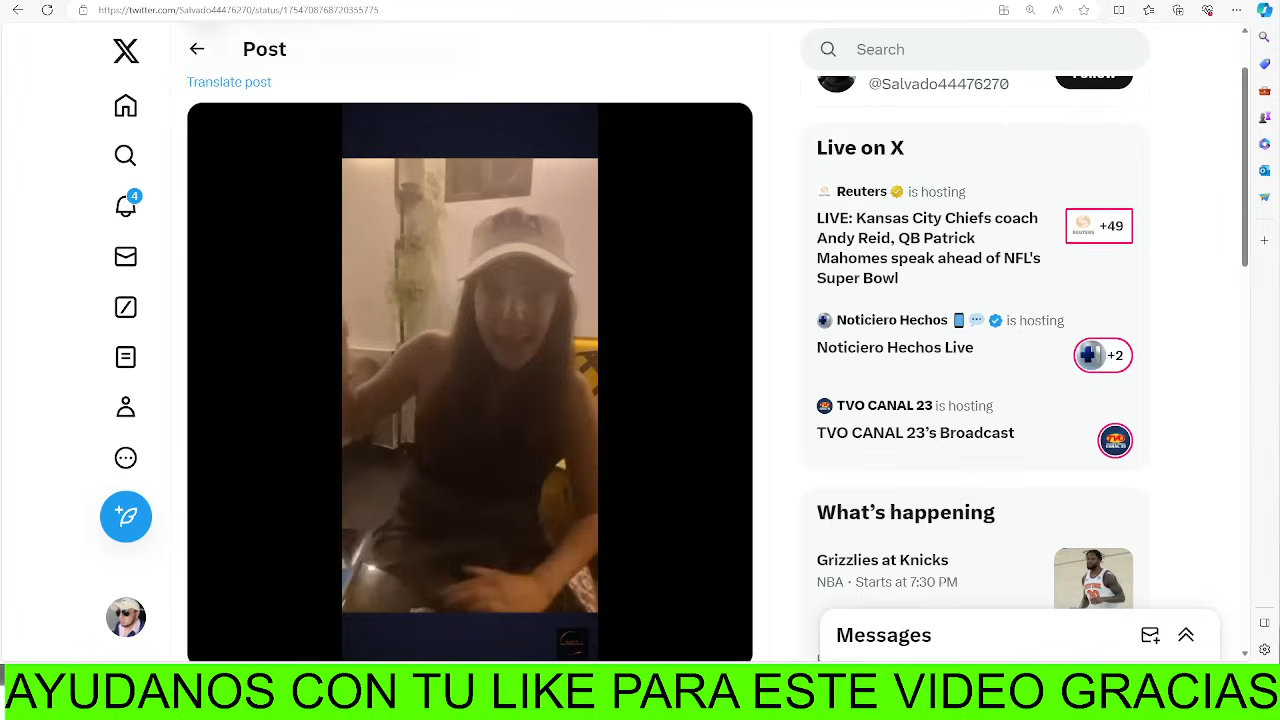 https://twitter.com/Salvado44476270/status/1754708768720355775
Post
Translate post
4
Search
@Salvado44476270
Follow
Live on X
Reuters is hosting
LIVE: Kansas City Chiefs coach
Andy Reid, QB Patrick
Mahomes speak ahead of NFL's
Super Bowl
+49
Noticiero Hechos is hosting
Noticiero Hechos Live
+2
TVO CANAL 23 is hosting
TVO CANAL 23’s Broadcast
What’s happening
Grizzlies at Knicks
NBA · Starts at 7:30 PM
Messages
AYUDANOS CON TU LIKE PARA ESTE VIDEO GRACIAS